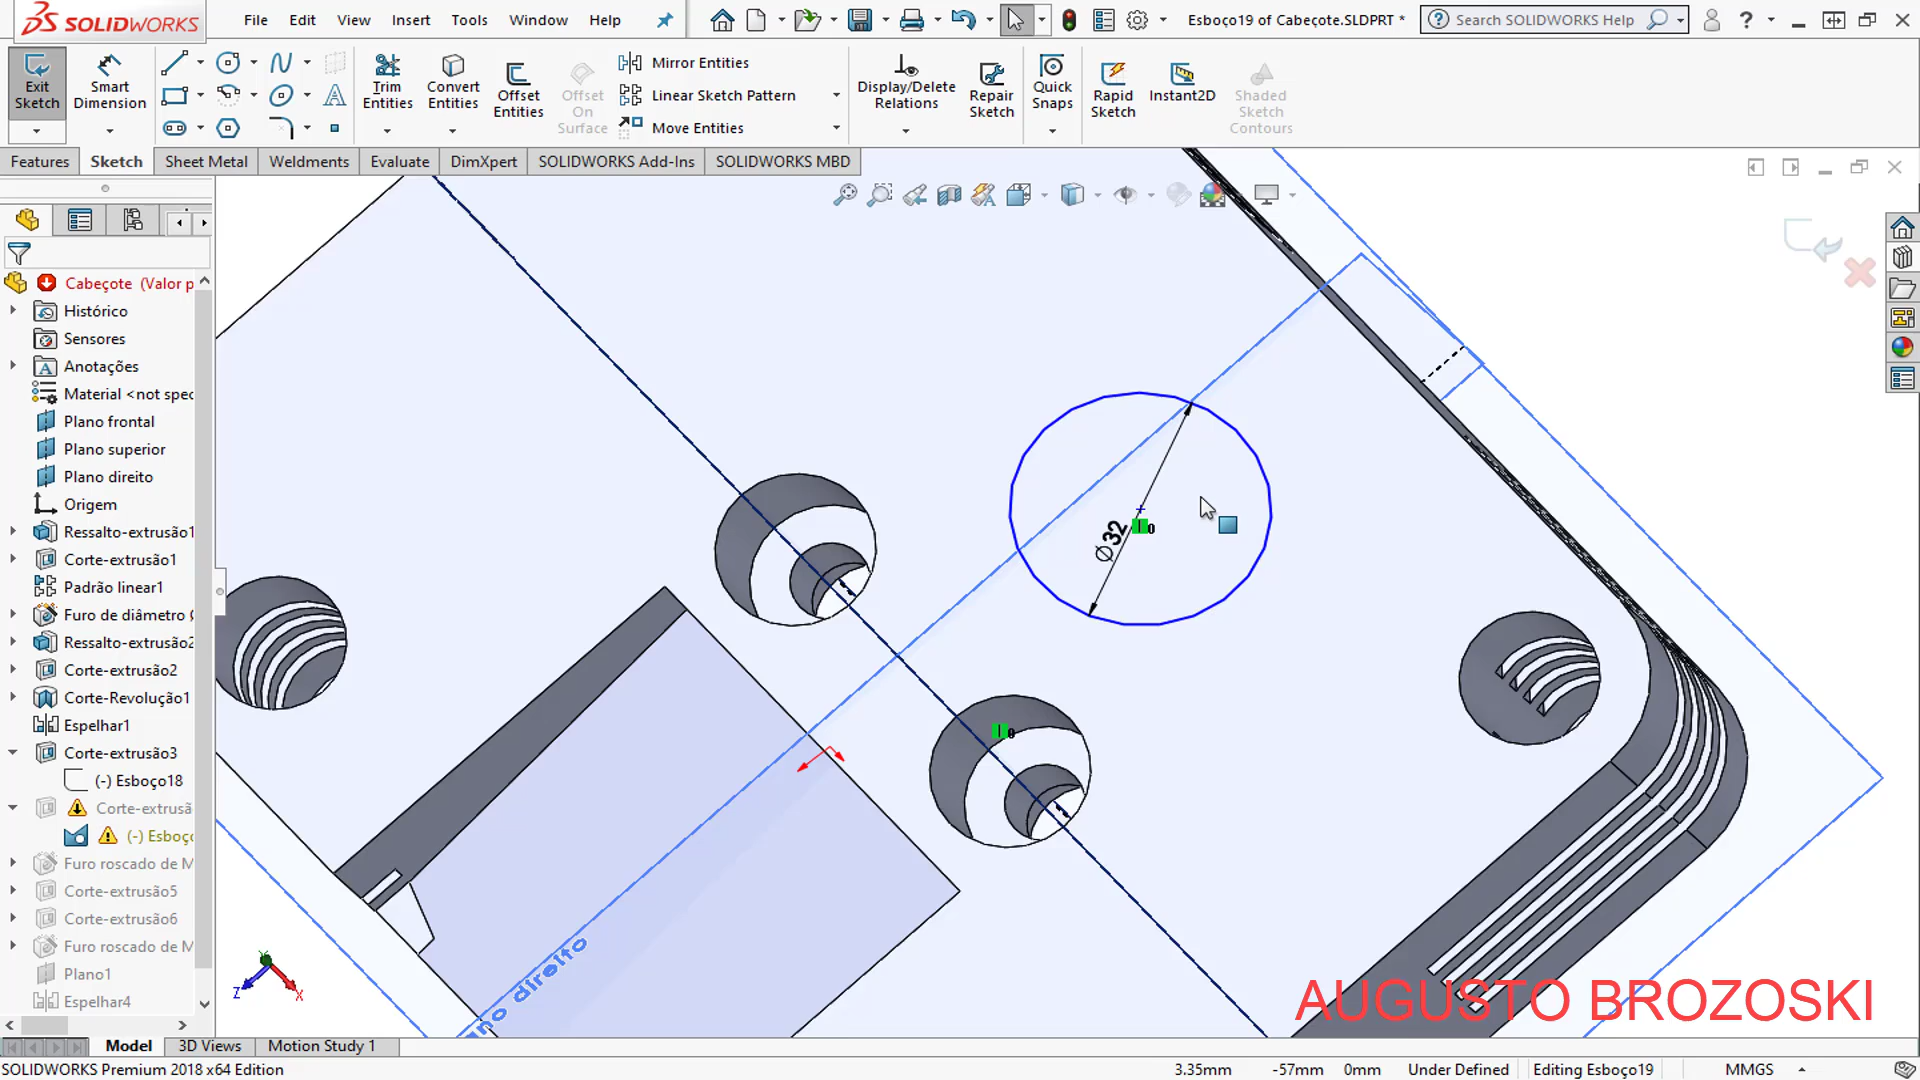 SOLIDWORKS
File Edit View Insert Tools Window Help
Esboço19 of Cabeçote.SLDPRT *
Search SOLIDWORKS Help
Exit Sketch
Smart Dimension
Trim Entities
Convert Entities
Offset Entities
Offset On Surface
Mirror Entities
Linear Sketch Pattern
Move Entities
Display/Delete Relations
Repair Sketch
Quick Snaps
Rapid Sketch
Instant2D
Shaded Sketch Contours
Features Sketch Sheet Metal Weldments Evaluate DimXpert SOLIDWORKS Add-Ins SOLIDWORKS MBD
Cabeçote (Valor p
Histórico
Sensores
Anotações
Material <not spec
Plano frontal
Plano superior
Plano direito
Origem
Ressalto-extrusão1
Corte-extrusão1
Padrão linear1
Furo de diâmetro
Ressalto-extrusão2
Corte-extrusão2
Corte-Revolução1
Espelhar1
Corte-extrusão3
(-) Esboço18
Corte-extrusã
(-) Esboç
Furo roscado de M
Corte-extrusão5
Corte-extrusão6
Furo roscado de M
Plano1
Espelhar4
Ø32
0
0
ano direito
Y
Z
X
AUGUSTO BROZOSKI
Model 3D Views Motion Study 1
SOLIDWORKS Premium 2018 x64 Edition
3.35mm -57mm 0mm Under Defined Editing Esboço19 MMGS